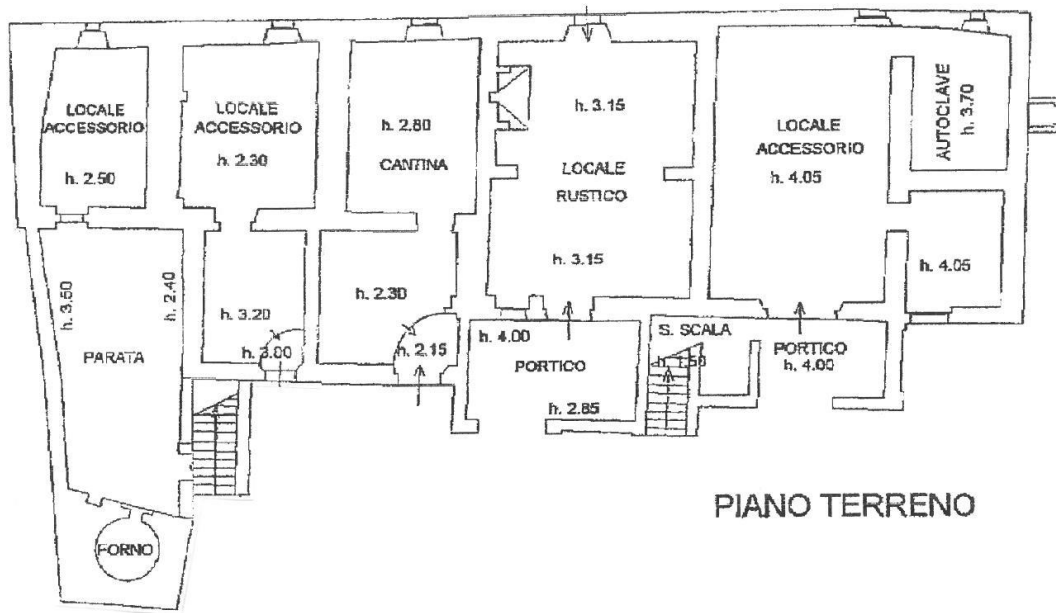 LOCALE
ACCESSORIO
h. 2.50
LOCALE
ACCESSORIO
h. 2.30
h. 2.80
CANTINA
h. 3.15
LOCALE
RUSTICO
h. 3.15
LOCALE
ACCESSORIO
h. 4.05
AUTOCLAVE
h. 3.70
h. 4.05
h. 3.50
h. 2.40
PARATA
h. 3.20
h. 3.00
h. 2.30
h. 2.15
h. 4.00
PORTICO
h. 2.85
S. SCALA
h. 1.50
PORTICO
h. 4.00
PIANO TERRENO
FORNO